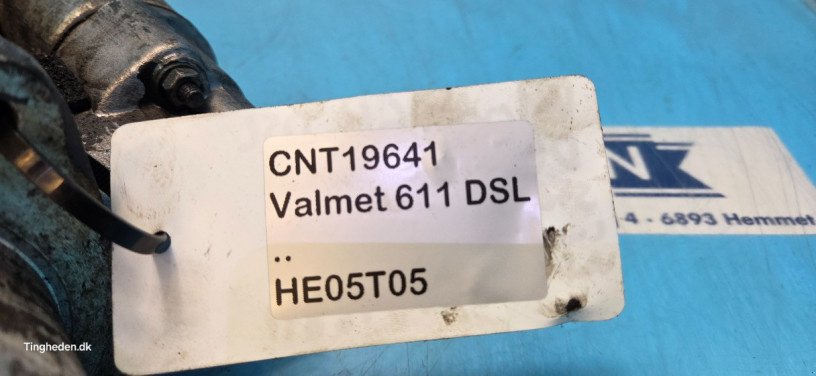 CNT19641
Valmet 611 DSL
..
HE05T05
N
4 - 6893 Hemmet
Tingheden.dk